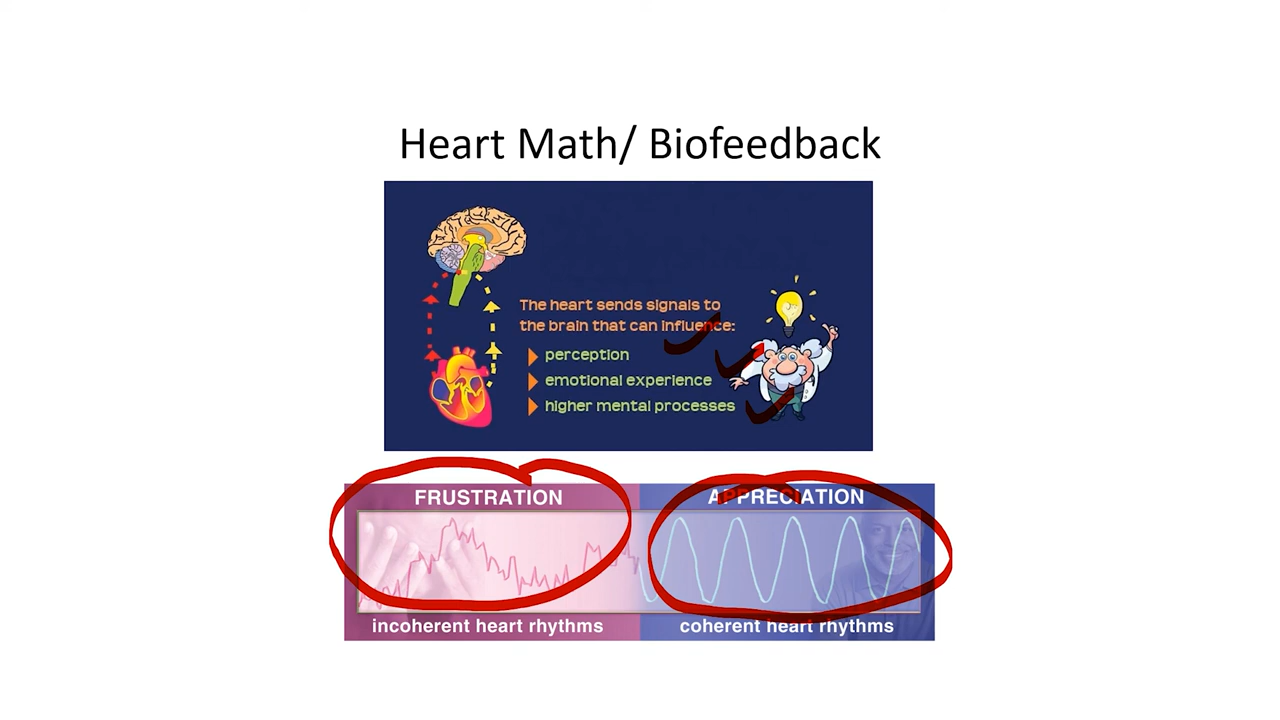 Heart Math/ Biofeedback
The heart sends signals to
the brain that can influence:
perception
emotional experience
higher mental processes
FRUSTRATION
APPRECIATION
incoherent heart rhythms
coherent heart rhythms